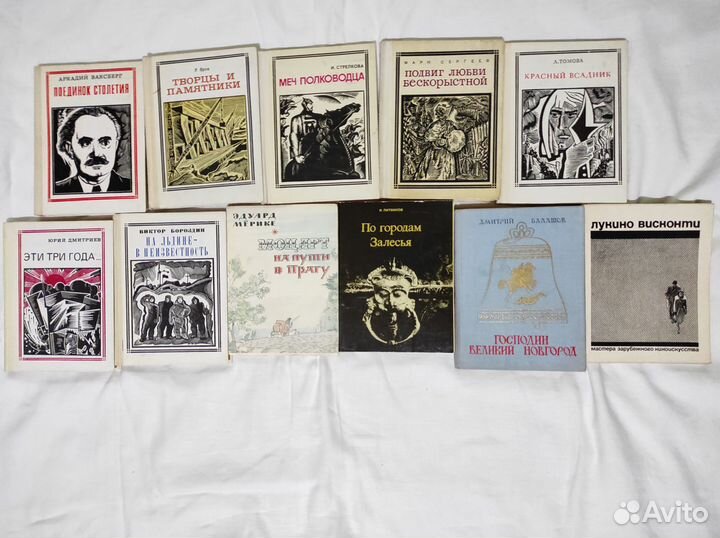 АРКАДИЙ ВАКСБЕРГ
ПОЕДИНОК СТОЛЕТИЯ
Р. Яров
ТВОРЦЫ И
ПАМЯТНИКИ
И. СТРЕЛКОВА
МЕЧ ПОЛКОВОДЦА
МАРК СЕРГЕЕВ
ПОДВИГ ЛЮБВИ
БЕСКОРЫСТНОЙ
Л. ТОМОВА
КРАСНЫЙ ВСАДНИК
ЮРИЙ ДМИТРИЕВ
ЭТИ ТРИ ГОДА...
ВИКТОР БОРОЗДИН
НА ЛЬДИНЕ -
В НЕИЗВЕСТНОСТЬ
ЭДУАРД
МЁРИКЕ
МОЦАРТ
НА ПУТИ
В ПРАГУ
По городам
Залесья
ДМИТРИЙ БАЛАШОВ
ГОСПОДИН
ВЕЛИКИЙ НОВГОРОД
ЛУКИНО ВИСКОНТИ
мастера зарубежного киноискусства
Avito